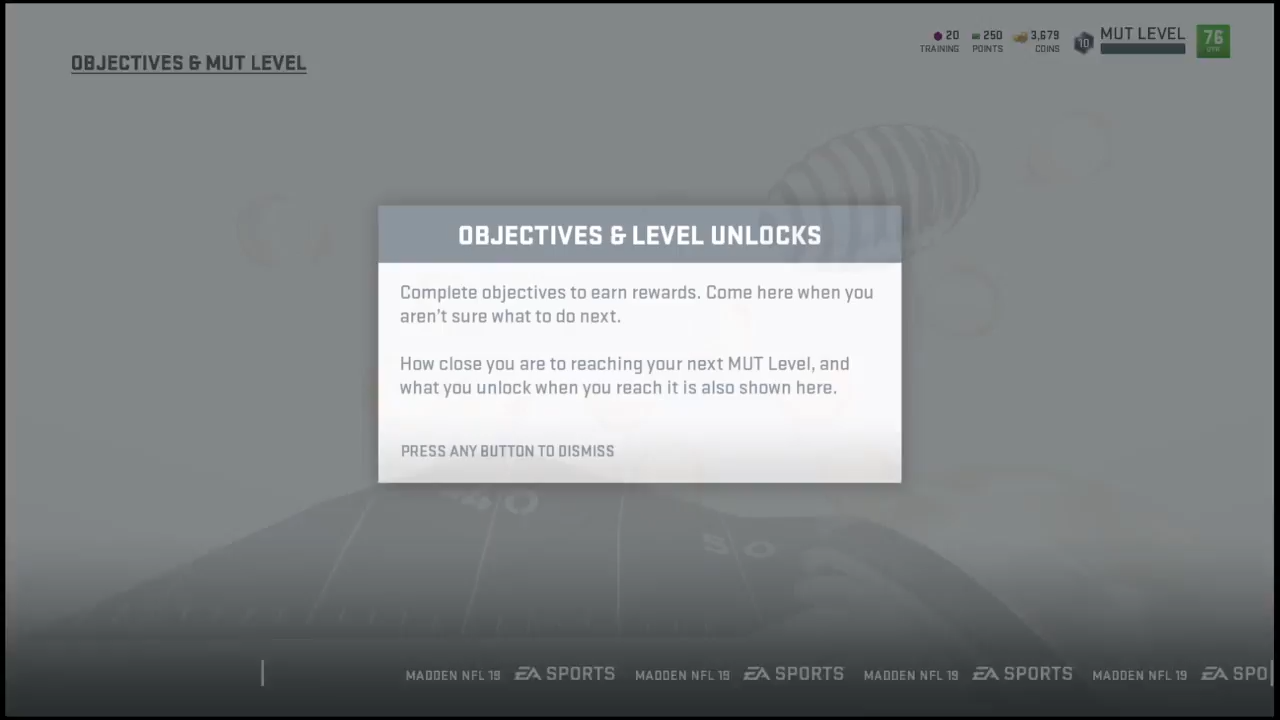 OBJECTIVES & MUT LEVEL
20 TRAINING
250 POINTS
3,679 COINS
10
MUT LEVEL
76
OVR
OBJECTIVES & LEVEL UNLOCKS
Complete objectives to earn rewards. Come here when you
aren't sure what to do next.
How close you are to reaching your next MUT Level, and
what you unlock when you reach it is also shown here.
PRESS ANY BUTTON TO DISMISS
40
50
MADDEN NFL 19 EA SPORTS MADDEN NFL 19 EA SPORTS MADDEN NFL 19 EA SPORTS MADDEN NFL 19 EA SPO